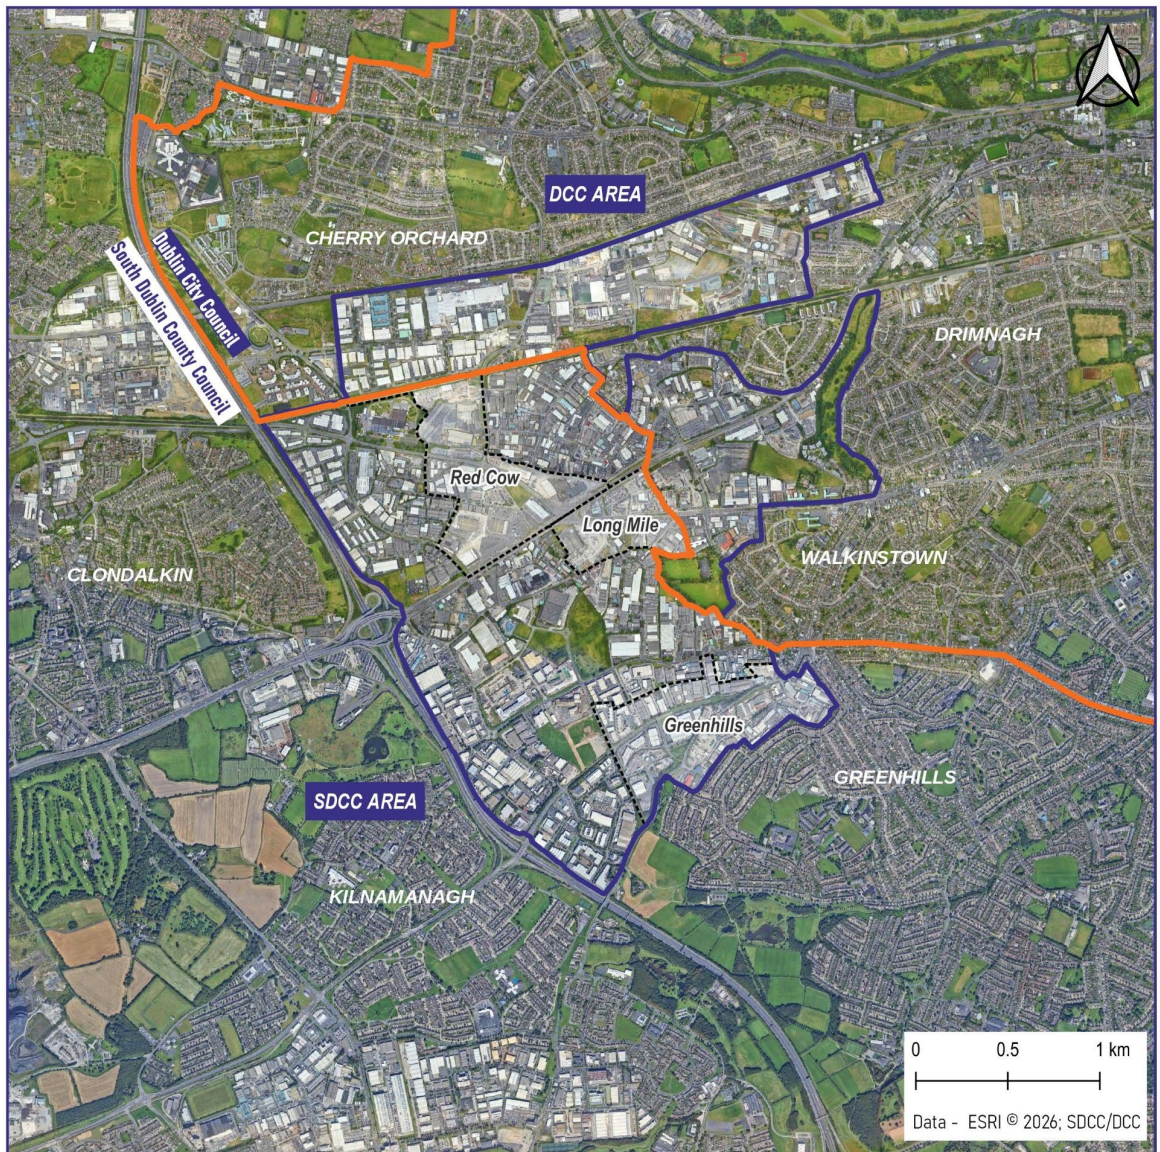 DCC AREA
CHERRY ORCHARD
Dublin City Council
South Dublin County Council
DRIMNAGH
Red Cow
Long Mile
WALKINSTOWN
CLONDALKIN
Greenhills
GREENHILLS
SDCC AREA
KILNAMANAGH
0 0.5 1 km
Data - ESRI © 2026; SDCC/DCC